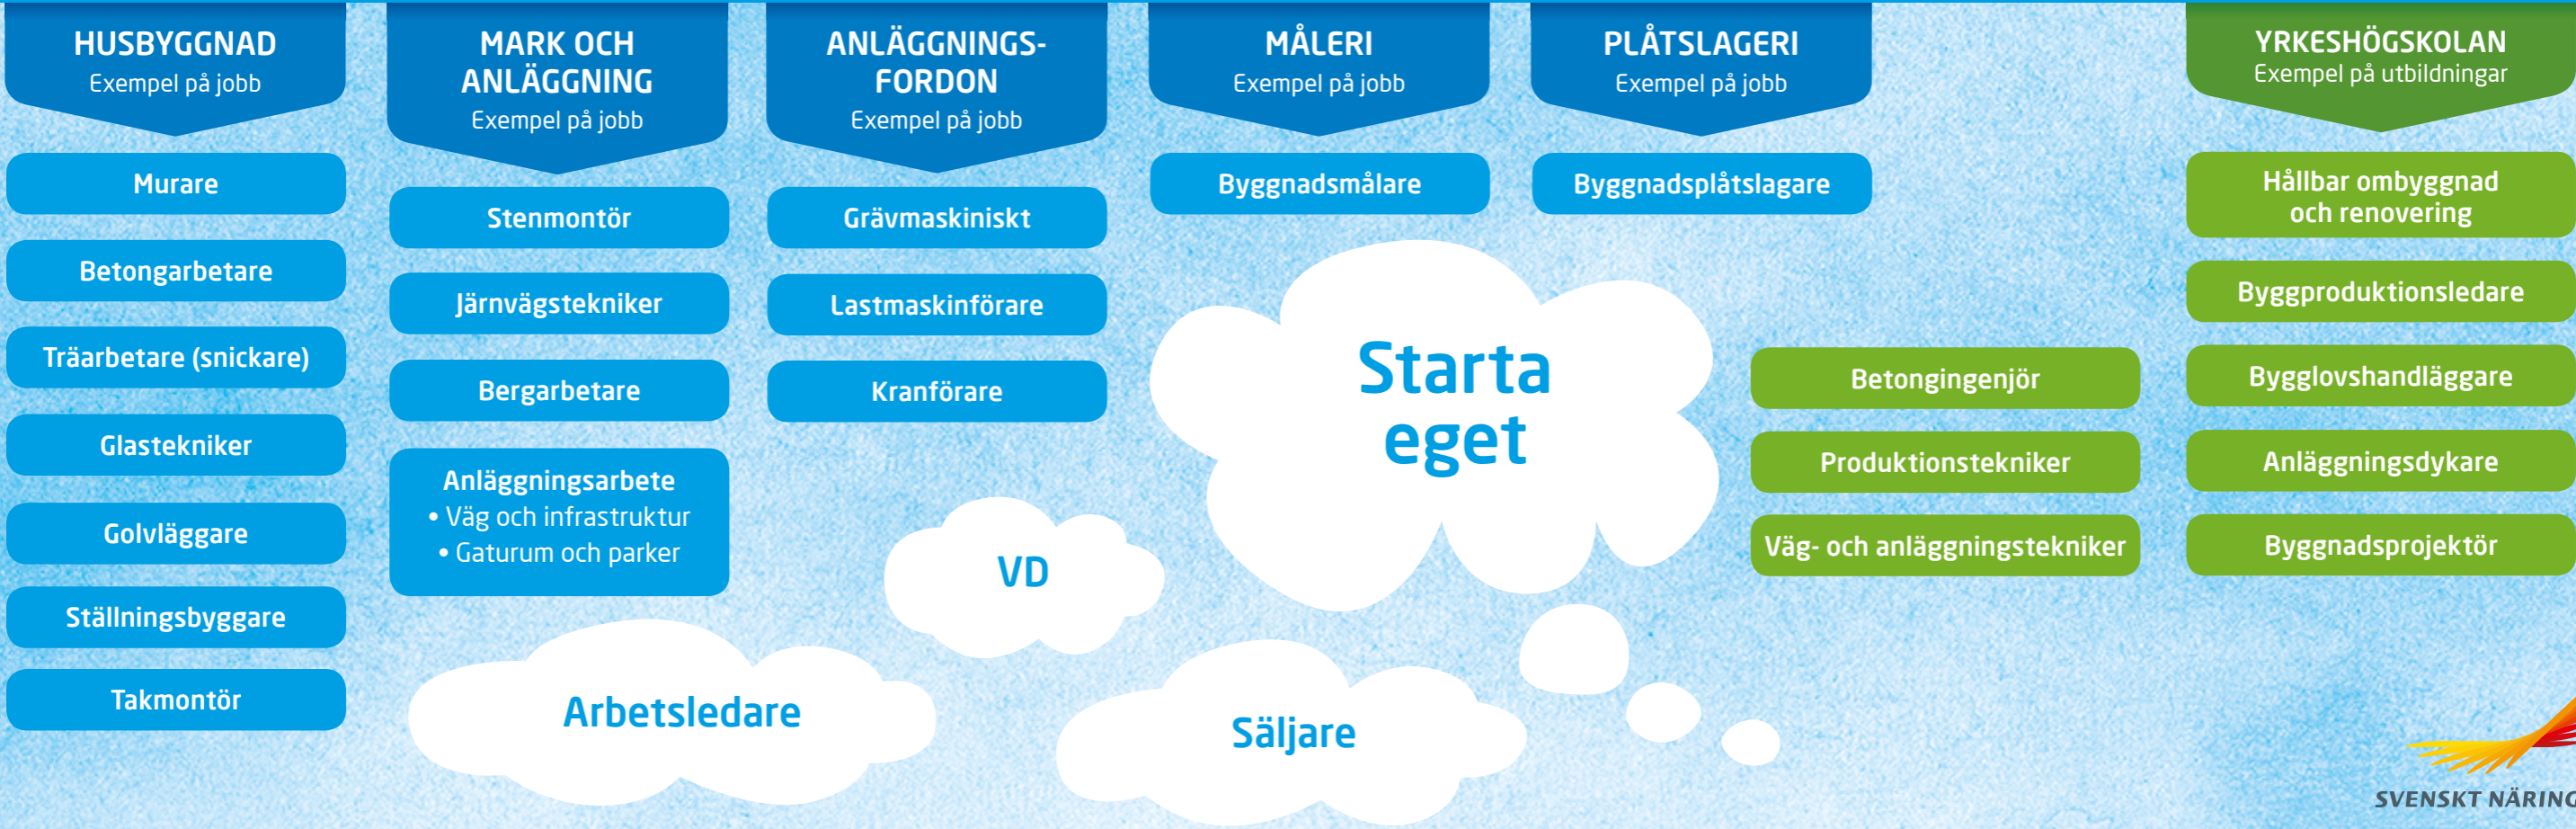 HUSBYGGNAD
Exempel på jobb
Murare
Betongarbetare
Träarbetare (snickare)
Glastekniker
Golvläggare
Ställningsbyggare
Takmontör
MARK OCH
ANLÄGGNING
Exempel på jobb
Stenmontör
Järnvägstekniker
Bergarbetare
Anläggningsarbete
• Väg och infrastruktur
• Gaturum och parker
ANLÄGGNINGS-
FORDON
Exempel på jobb
Grävmaskiniskt
Lastmaskinförare
Kranförare
MÅLERI
Exempel på jobb
Byggnadsmålare
PLÅTSLAGERI
Exempel på jobb
Byggnadsplåtslagare
Starta
eget
VD
Arbetsledare
Säljare
YRKESHÖGSKOLAN
Exempel på utbildningar
Hållbar ombyggnad
och renovering
Byggproduktionsledare
Bygglovshandläggare
Anläggningsdykare
Byggnadsprojektör
Betongingenjör
Produktionstekniker
Väg- och anläggningstekniker
SVENSKT NÄRING